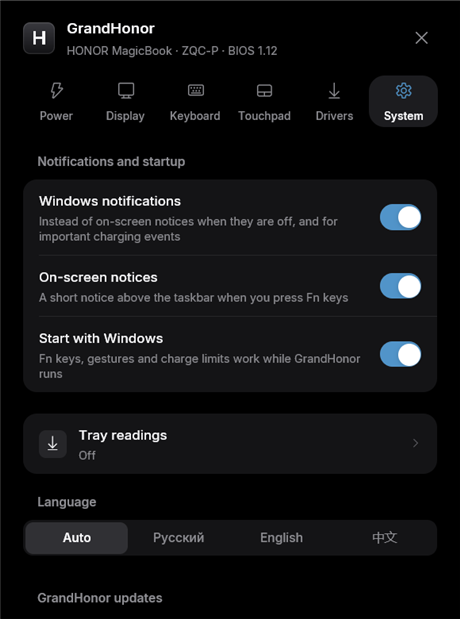 H
GrandHonor
HONOR MagicBook · ZQC-P · BIOS 1.12
Power
Display
Keyboard
Touchpad
Drivers
System
Notifications and startup
Windows notifications
Instead of on-screen notices when they are off, and for
important charging events
On-screen notices
A short notice above the taskbar when you press Fn keys
Start with Windows
Fn keys, gestures and charge limits work while GrandHonor
runs
Tray readings
Off
Language
Auto
Русский
English
中文
GrandHonor updates